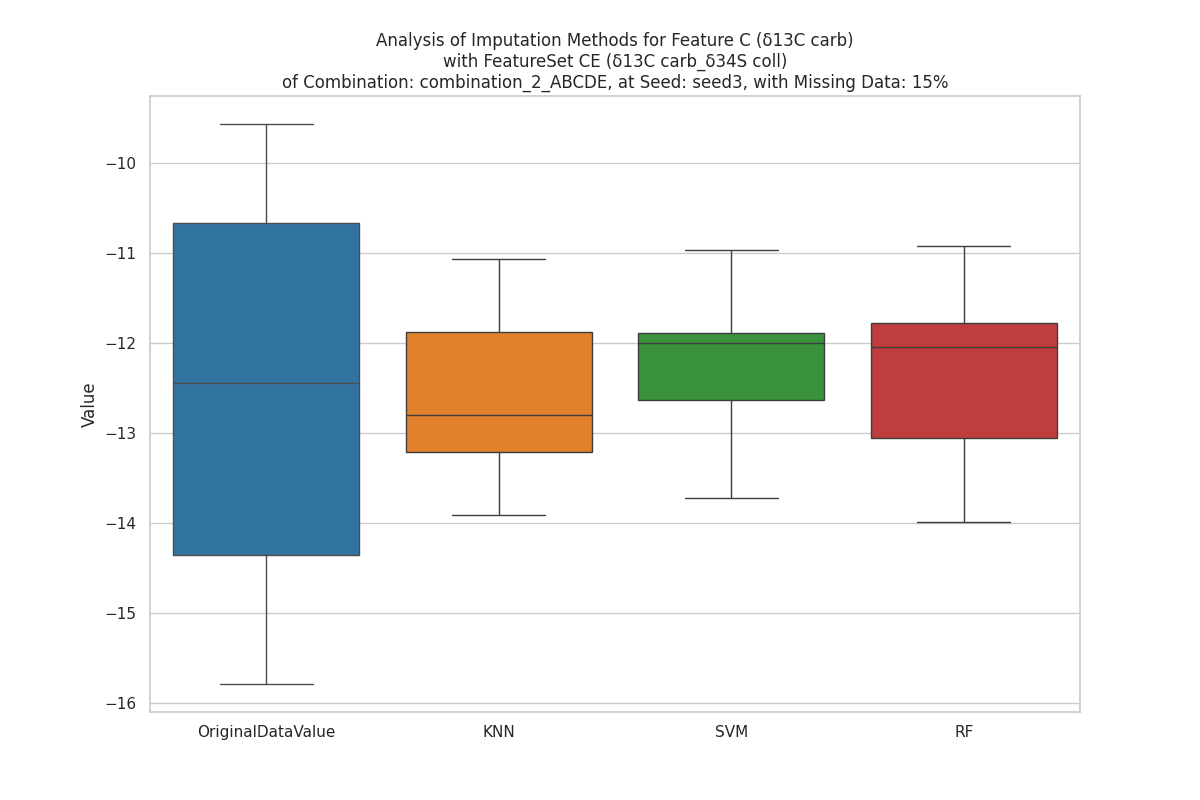 Analysis of Imputation Methods for Feature C (δ13C carb)
with FeatureSet CE (δ13C carb_δ34S coll)
of Combination: combination_2_ABCDE, at Seed: seed3, with Missing Data: 15%
Value
−10
−11
−12
−13
−14
−15
−16
OriginalDataValue
KNN
SVM
RF